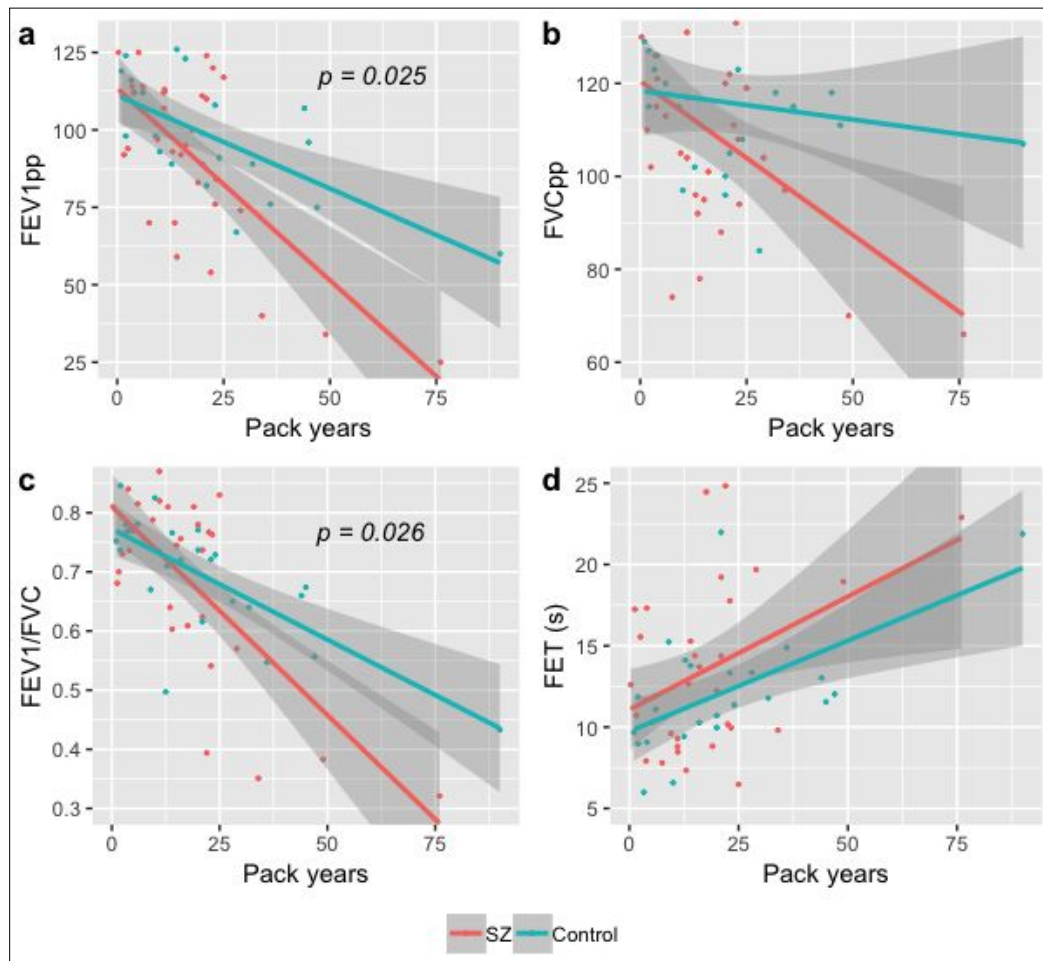 a
b
p = 0.025
FEV1pp
125
100
75
50
25
0 25 50 75
Pack years
FVCpp
120
100
80
60
0 25 50 75
Pack years
c
d
p = 0.026
FEV1/FVC
0.8
0.7
0.6
0.5
0.4
0.3
0 25 50 75
Pack years
FET (s)
25
20
15
10
5
0 25 50 75
Pack years
SZ Control